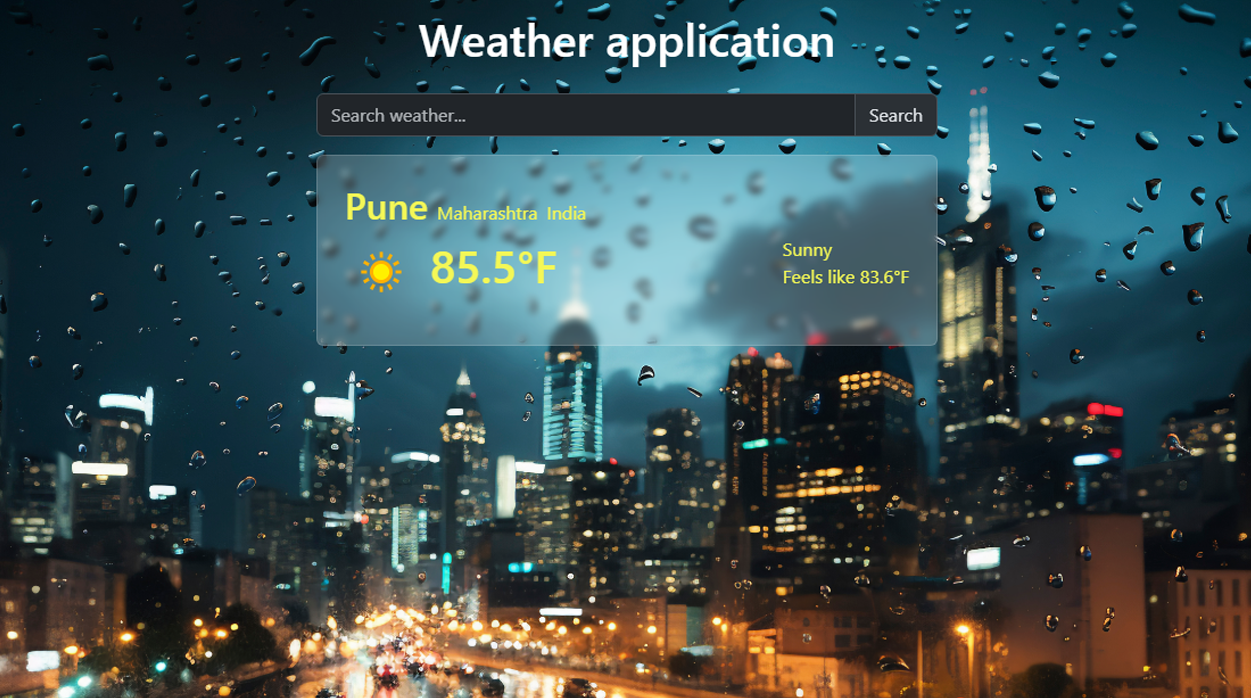 Weather application
Search weather...
Search
Pune Maharashtra India
85.5°F
Sunny
Feels like 83.6°F